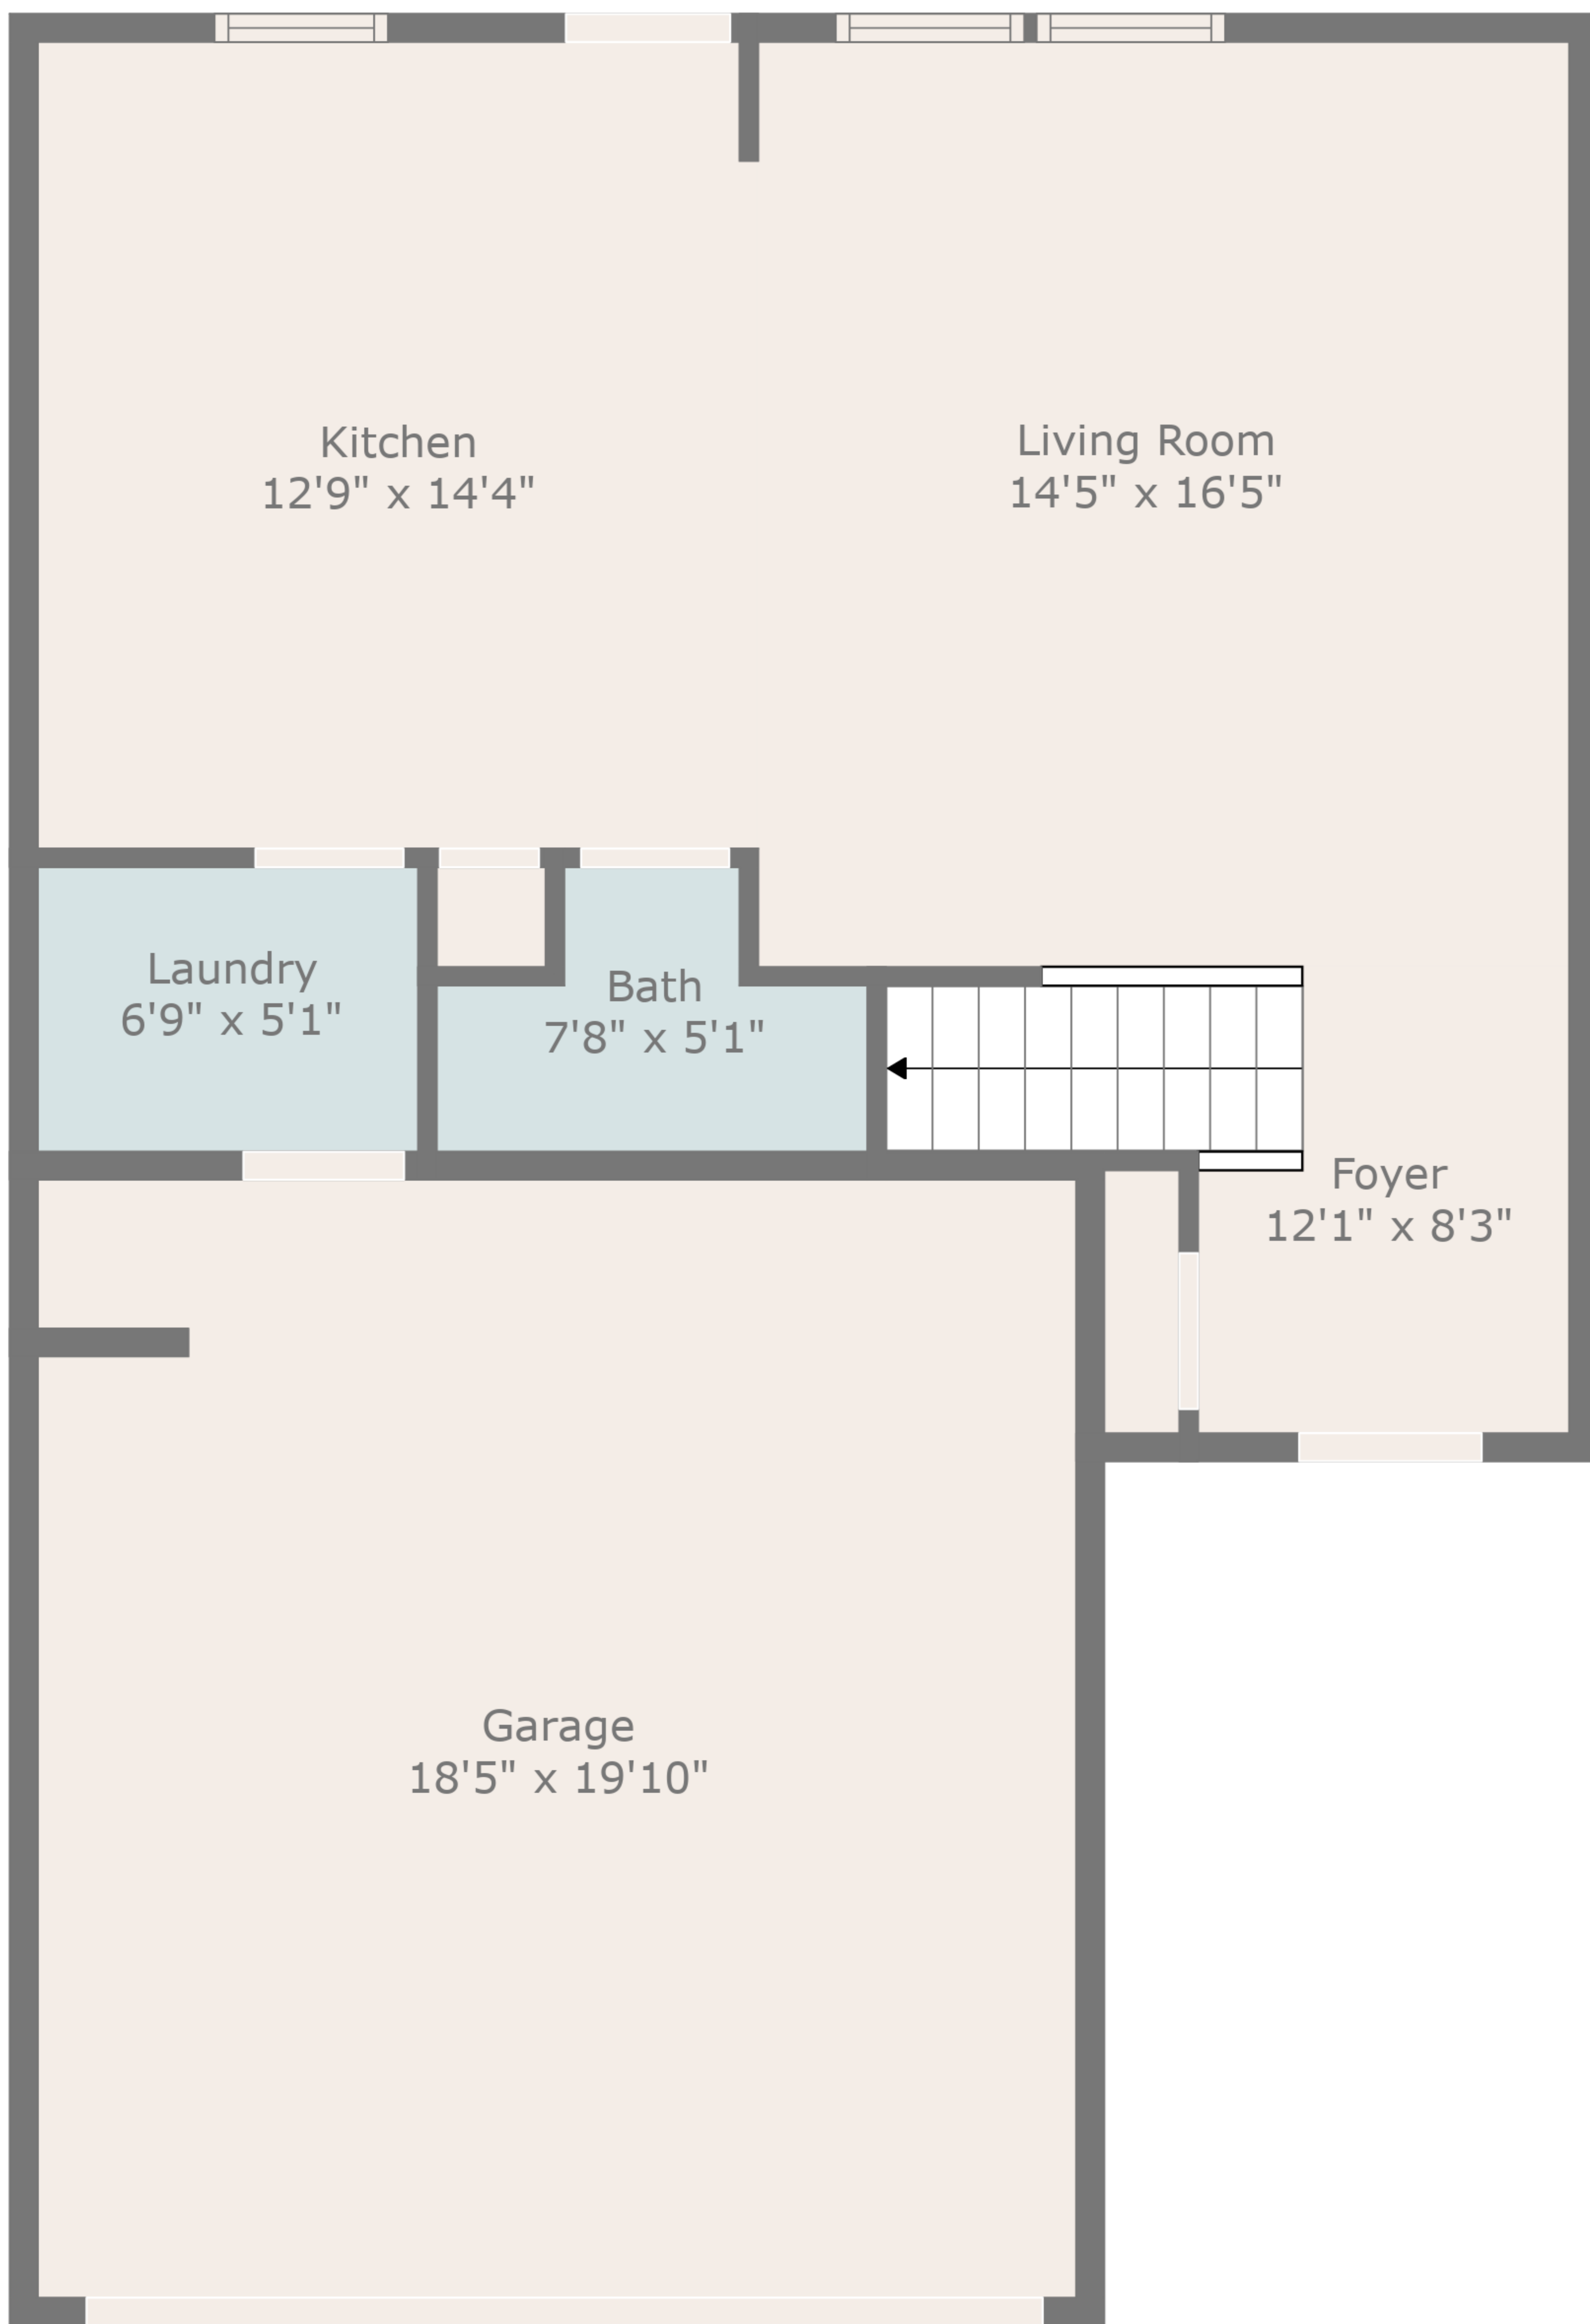 Kitchen
12'9" x 14'4"
Living Room
14'5" x 16'5"
Laundry
6'9" x 5'1"
Bath
7'8" x 5'1"
Foyer
12'1" x 8'3"
Garage
18'5" x 19'10"